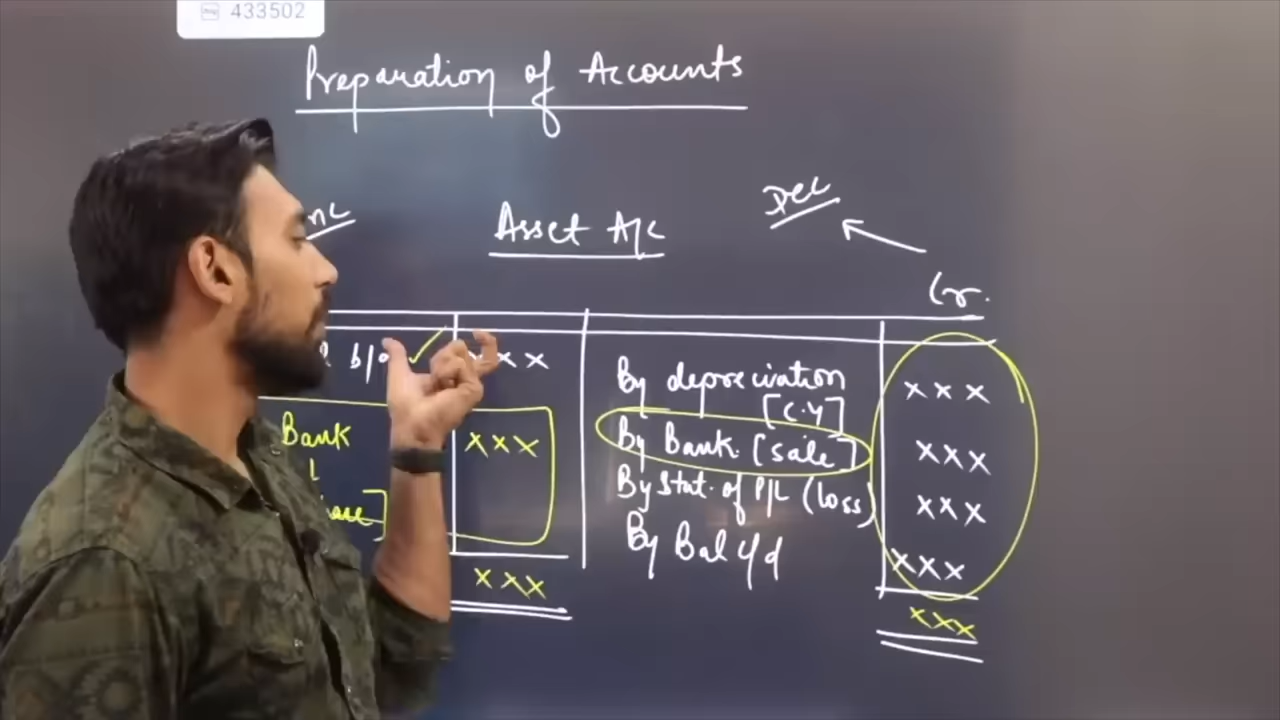 433502
Preparation of Accounts
Dec
Asset A/c
Cr.
xxx
By depreciation xxx
[C.Y]
Bank xxx
By Bank [sale] xxx
By Stat. of P/L (loss) xxx
By Bal c/d xxx
xxx
xxx